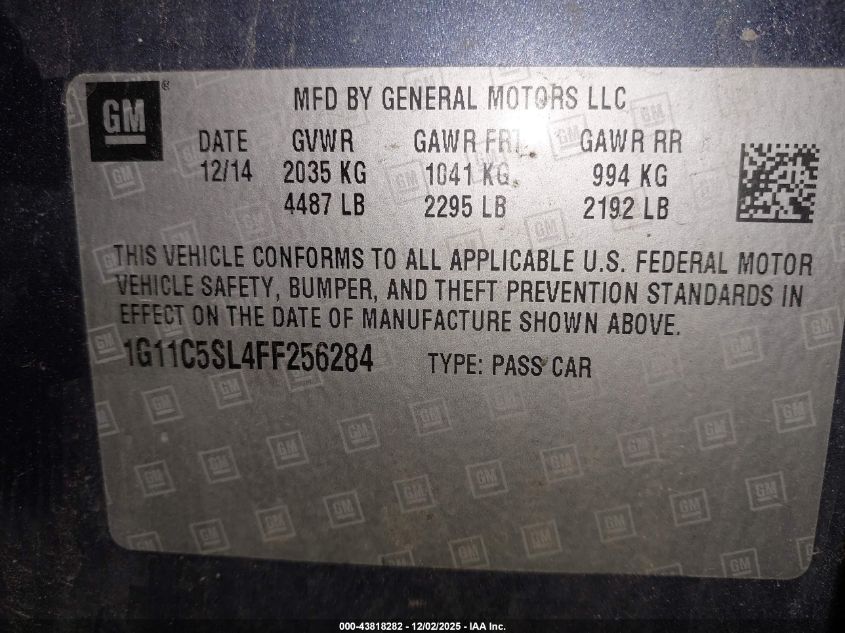 GM ®
MFD BY GENERAL MOTORS LLC
DATE GVWR GAWR FRT GAWR RR
12/14 2035 KG 1041 KG 994 KG
4487 LB 2295 LB 2192 LB
THIS VEHICLE CONFORMS TO ALL APPLICABLE U.S. FEDERAL MOTOR
VEHICLE SAFETY, BUMPER, AND THEFT PREVENTION STANDARDS IN
EFFECT ON THE DATE OF MANUFACTURE SHOWN ABOVE.
1G11C5SL4FF256284 TYPE: PASS CAR
000-43818282 - 12/02/2025 - IAA Inc.